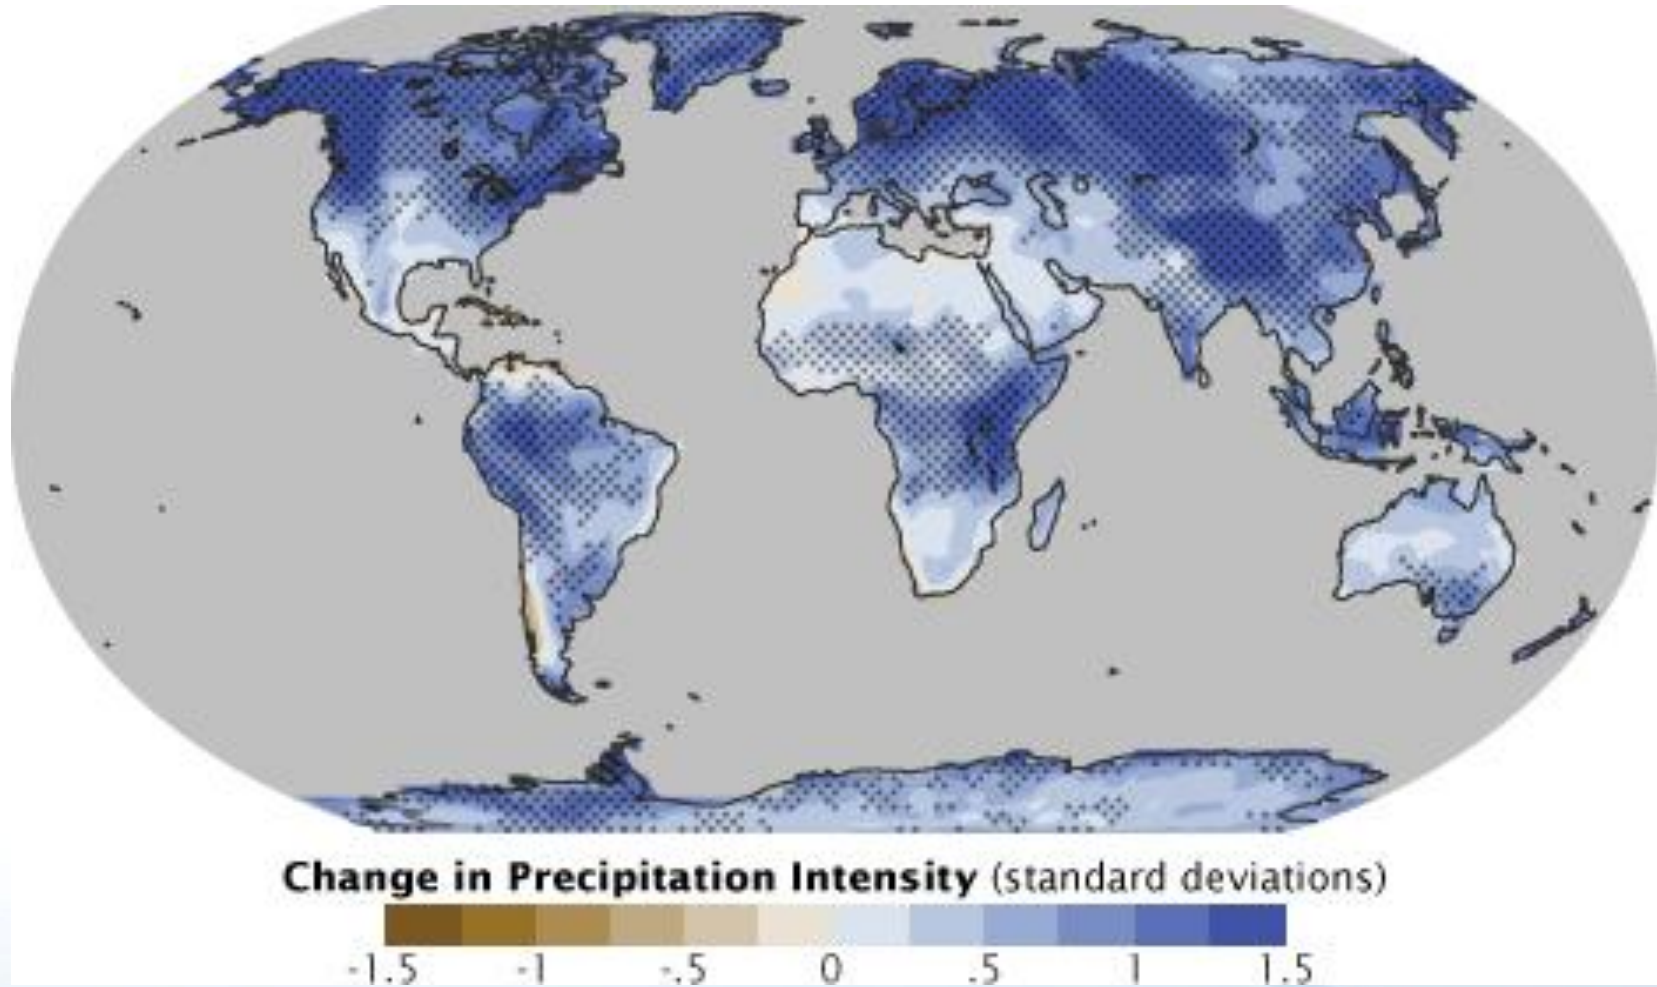 Change in Precipitation Intensity (standard deviations)
-1.5 -1 -.5 0 .5 1 1.5